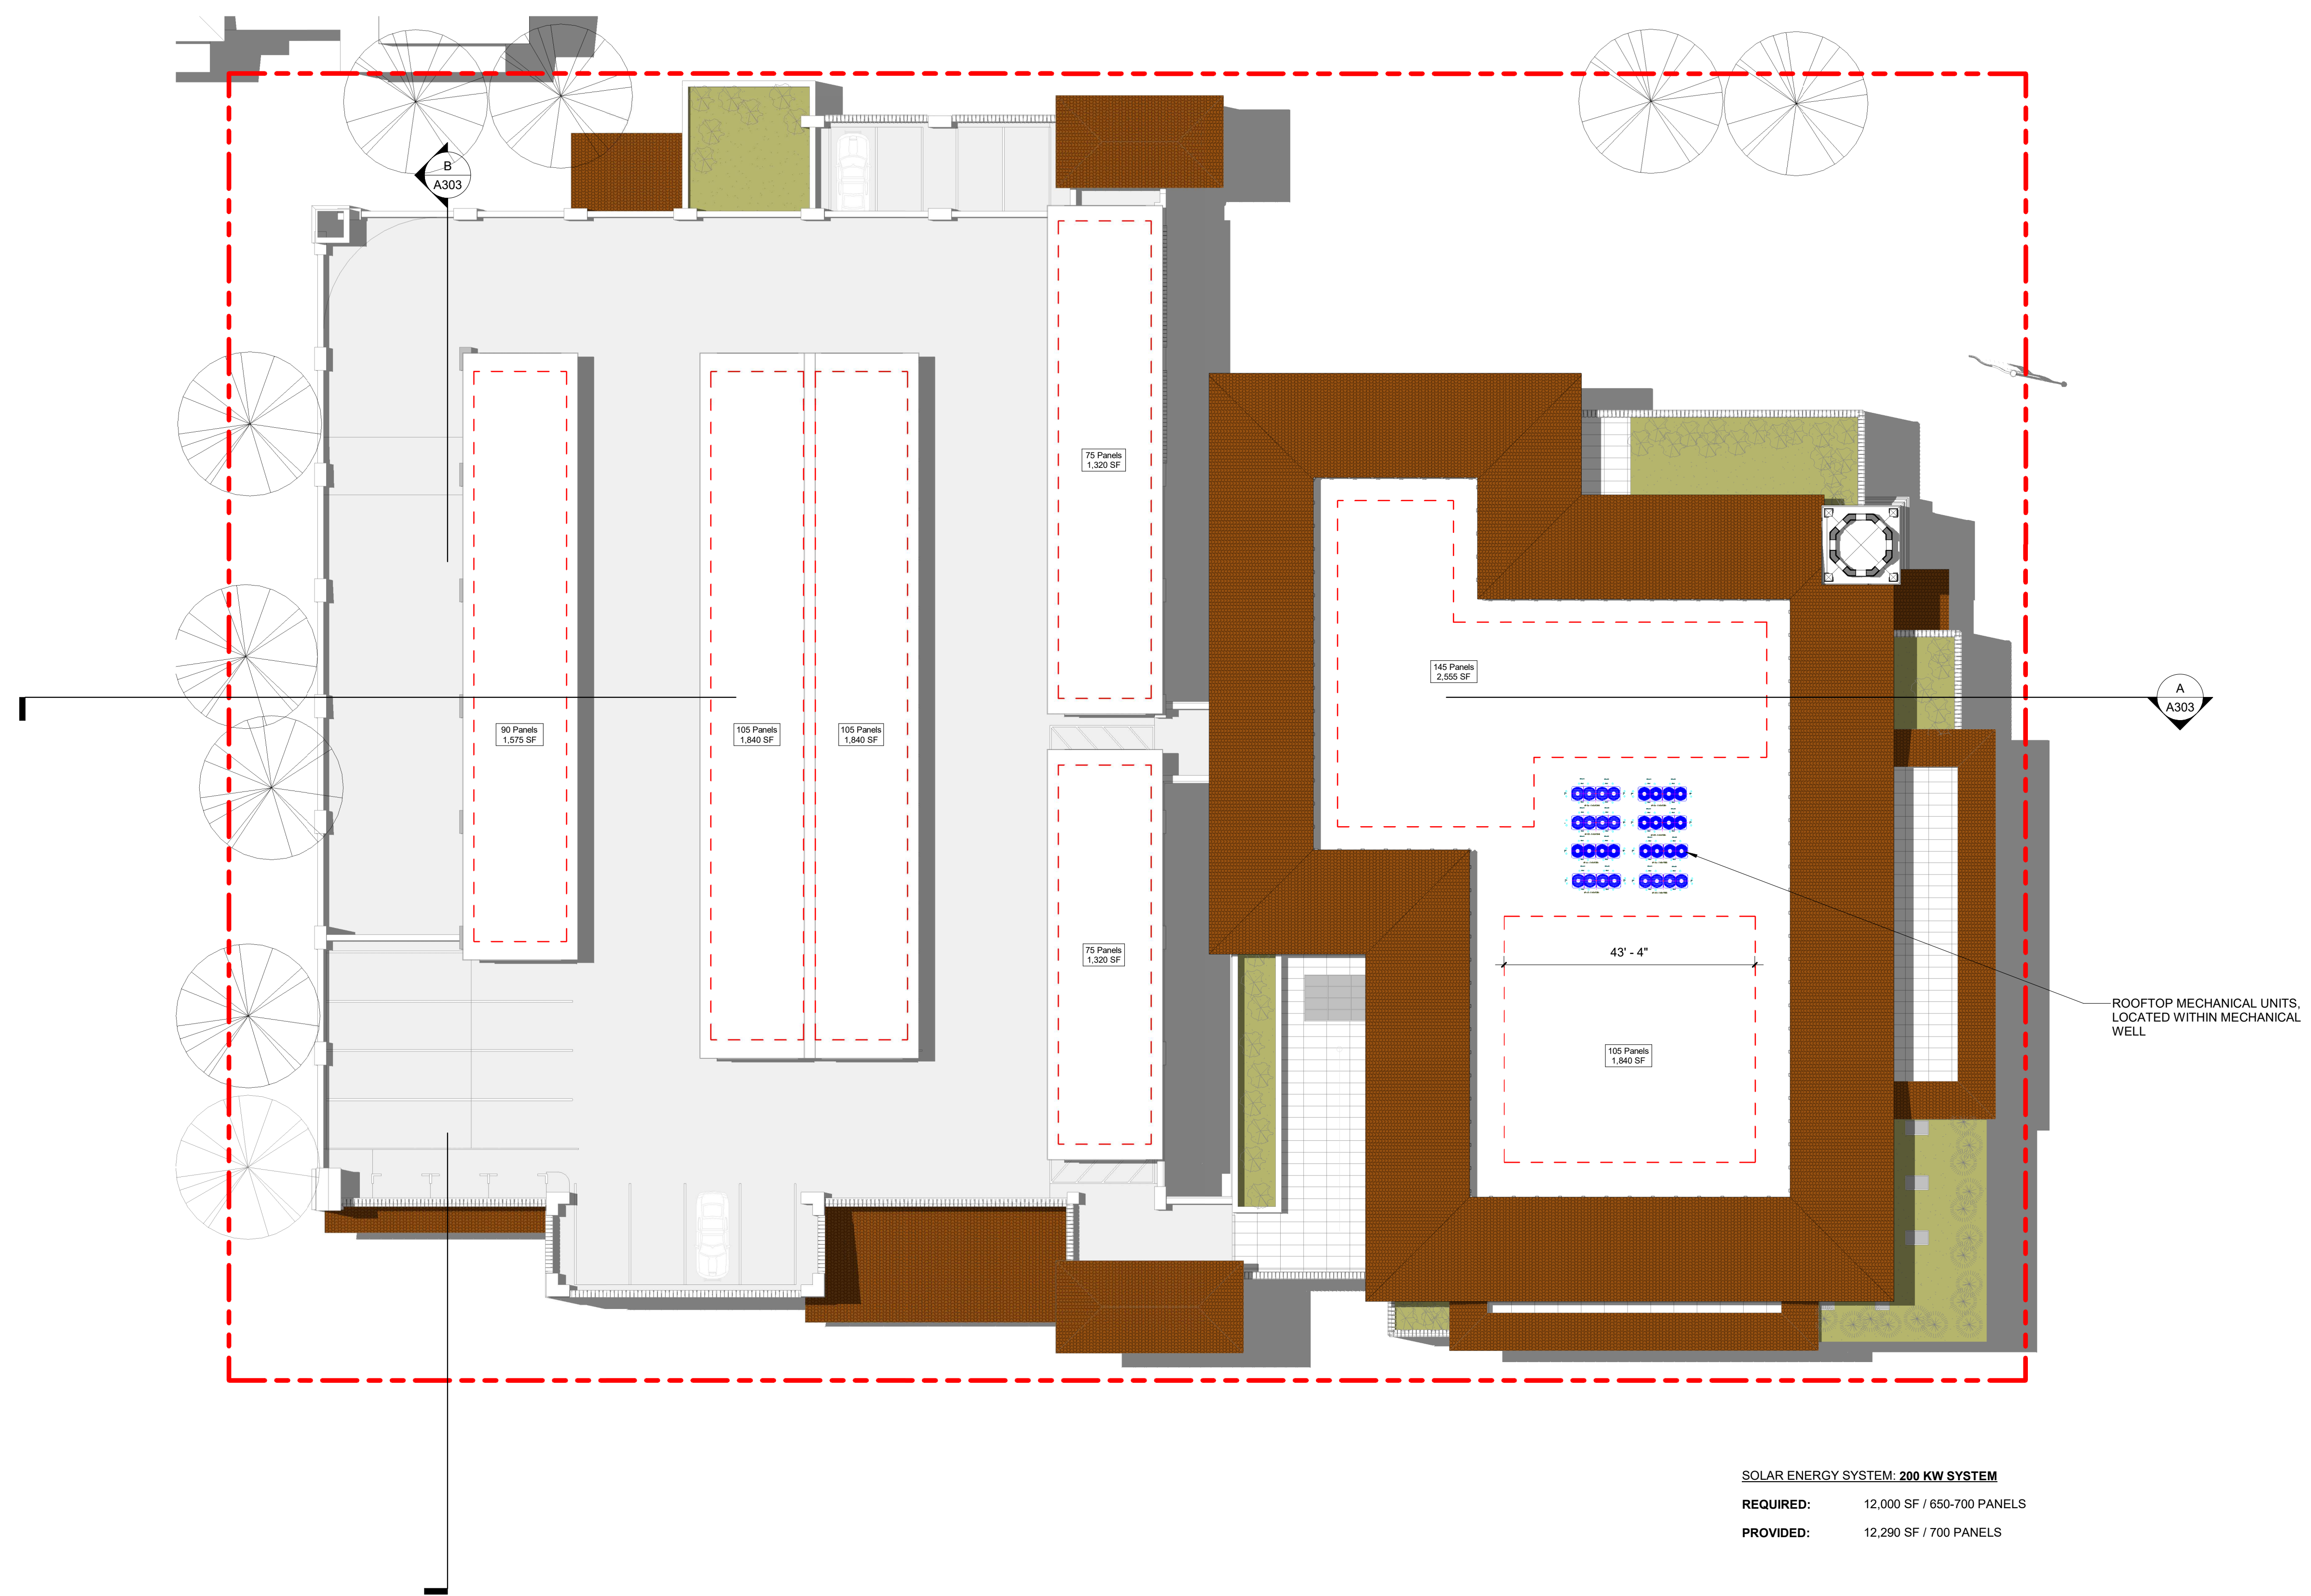 B
A303
75 Panels
1,320 SF
145 Panels
2,555 SF
A
A303
90 Panels
1,575 SF
105 Panels
1,840 SF
105 Panels
1,840 SF
75 Panels
1,320 SF
43' - 4"
ROOFTOP MECHANICAL UNITS,
LOCATED WITHIN MECHANICAL
WELL
105 Panels
1,840 SF
SOLAR ENERGY SYSTEM: 200 KW SYSTEM
REQUIRED: 12,000 SF / 650-700 PANELS
PROVIDED: 12,290 SF / 700 PANELS